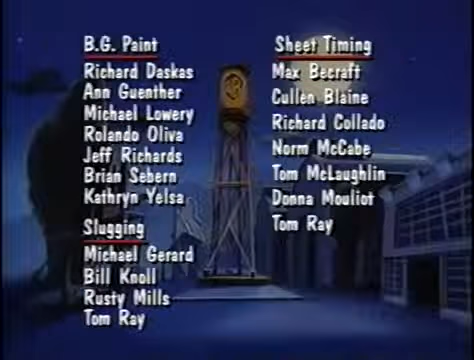 B.G. Paint
Richard Daskas
Ann Guenther
Michael Lowery
Rolando Oliva
Jeff Richards
Brian Sebern
Kathryn Yelsa
Slugging
Michael Gerard
Bill Knoll
Rusty Mills
Tom Ray
Sheet Timing
Max Becraft
Cullen Blaine
Richard Collado
Norm McCabe
Tom McLaughlin
Donna Mouliot
Tom Ray